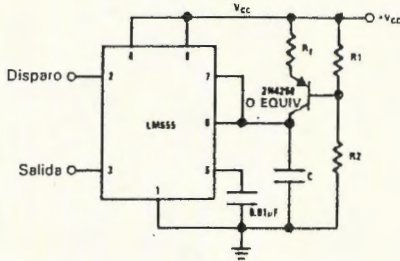 Vcc
+Vcc
4
8
RE
R1
Disparo
2
7
2N4250
O EQUIV.
LM555
6
R2
Salida
3
5
C
1
0.01µF